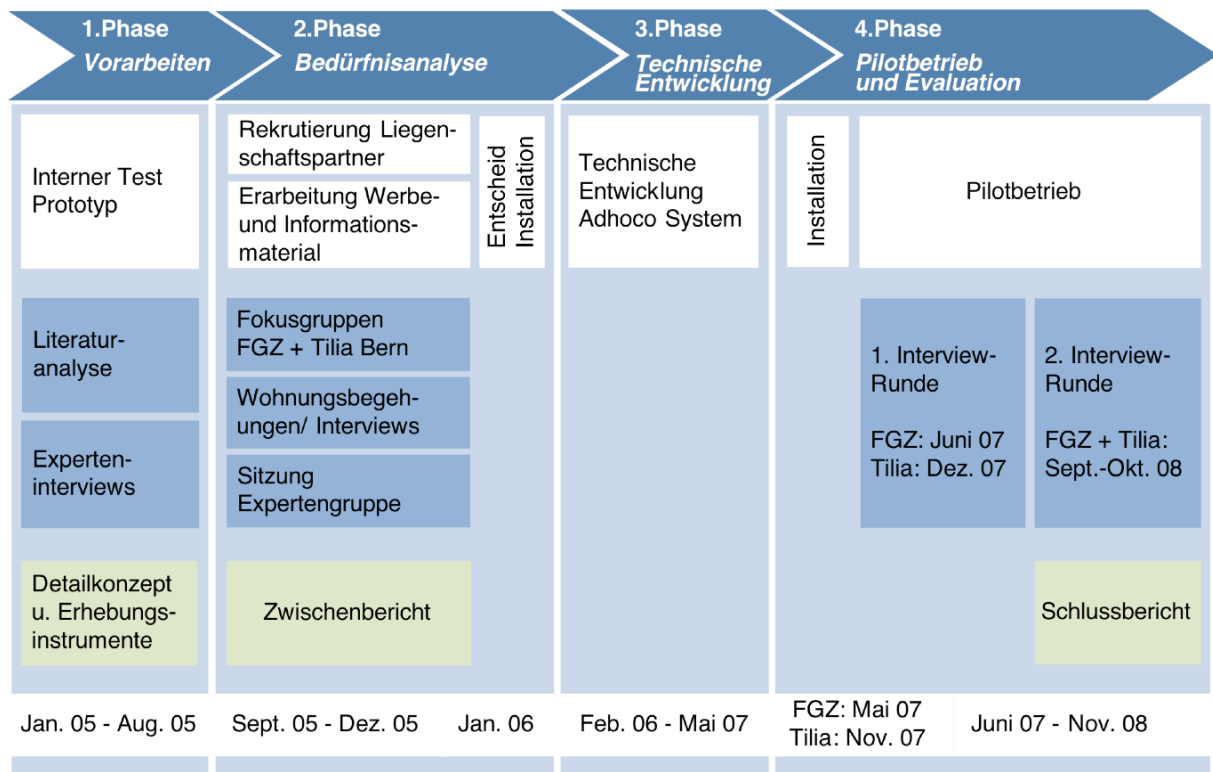 1.Phase
Vorarbeiten
2.Phase
Bedürfnisanalyse
3.Phase
Technische
Entwicklung
4.Phase
Pilotbetrieb
und Evaluation
Interner Test
Prototyp
Rekrutierung Liegen-
schaftspartner
Erarbeitung Werbe-
und Informations-
material
Entscheid
Installation
Technische
Entwicklung
Adhoco System
Installation
Pilotbetrieb
Literatur-
analyse
Experten-
interviews
Fokusgruppen
FGZ + Tilia Bern
Wohnungsbegeh-
ungen/ Interviews
Sitzung
Expertengruppe
1. Interview-
Runde
FGZ: Juni 07
Tilia: Dez. 07
2. Interview-
Runde
FGZ + Tilia:
Sept.-Okt. 08
Detailkonzept
u. Erhebungs-
instrumente
Zwischenbericht
Schlussbericht
Jan. 05 - Aug. 05
Sept. 05 - Dez. 05
Jan. 06
Feb. 06 - Mai 07
FGZ: Mai 07
Tilia: Nov. 07
Juni 07 - Nov. 08